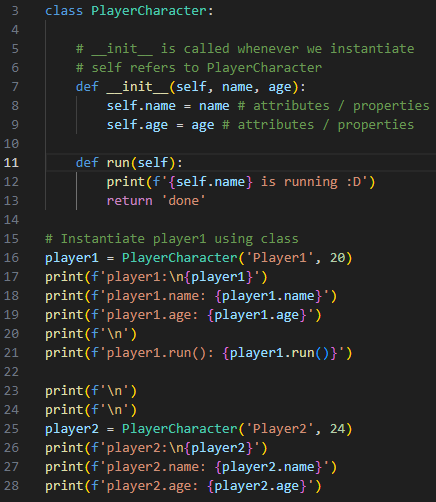 3 class PlayerCharacter:
4
5 # __init__ is called whenever we instantiate
6 # self refers to PlayerCharacter
7 def __init__(self, name, age):
8 self.name = name # attributes / properties
9 self.age = age # attributes / properties
10
11 def run(self):
12 print(f'{self.name} is running :D')
13 return 'done'
14
15 # Instantiate player1 using class
16 player1 = PlayerCharacter('Player1', 20)
17 print(f'player1:\n{player1}')
18 print(f'player1.name: {player1.name}')
19 print(f'player1.age: {player1.age}')
20 print(f'\n')
21 print(f'player1.run(): {player1.run()}')
22
23 print(f'\n')
24 print(f'\n')
25 player2 = PlayerCharacter('Player2', 24)
26 print(f'player2:\n{player2}')
27 print(f'player2.name: {player2.name}')
28 print(f'player2.age: {player2.age}')